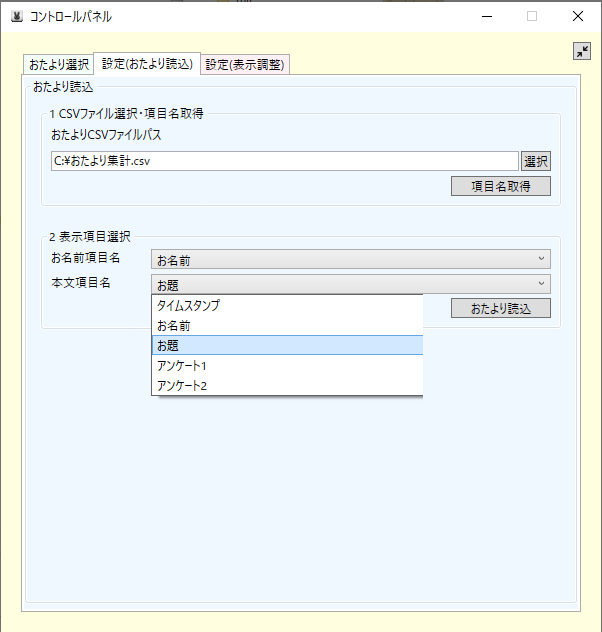 コントロールパネル
おたより選択 設定(おたより読込) 設定(表示調整)
おたより読込
1 CSVファイル選択・項目名取得
おたよりCSVファイルパス
C:¥おたより集計.csv 選択
項目名取得
2 表示項目選択
お名前項目名 お名前
本文項目名 お題
おたより読込
タイムスタンプ
お名前
お題
アンケート1
アンケート2